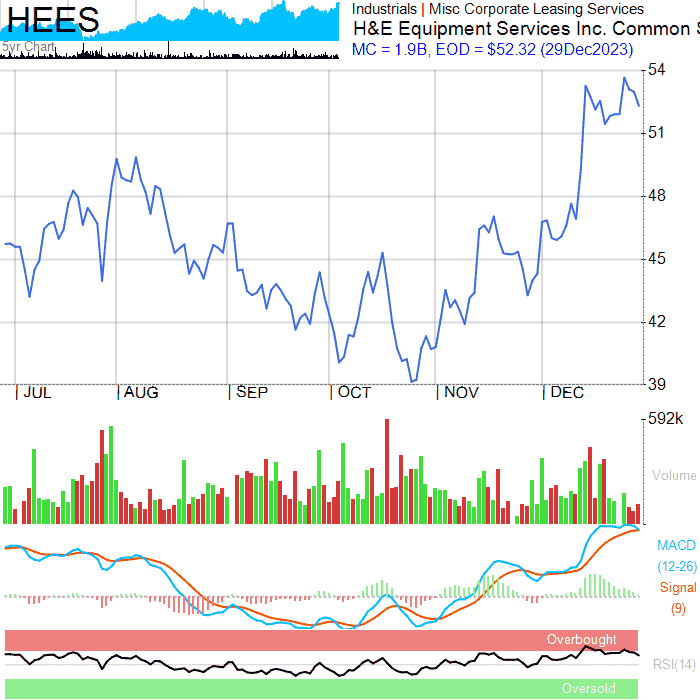 HEES
5yr Chart
Industrials | Misc Corporate Leasing Services
H&E Equipment Services Inc. Common S
MC = 1.9B, EOD = $52.32 (29Dec2023)
54
51
48
45
42
39
| JUL | AUG | SEP | OCT | NOV | DEC
592k
Volume
MACD
(12-26)
Signal
(9)
Overbought
RSI(14)
Oversold